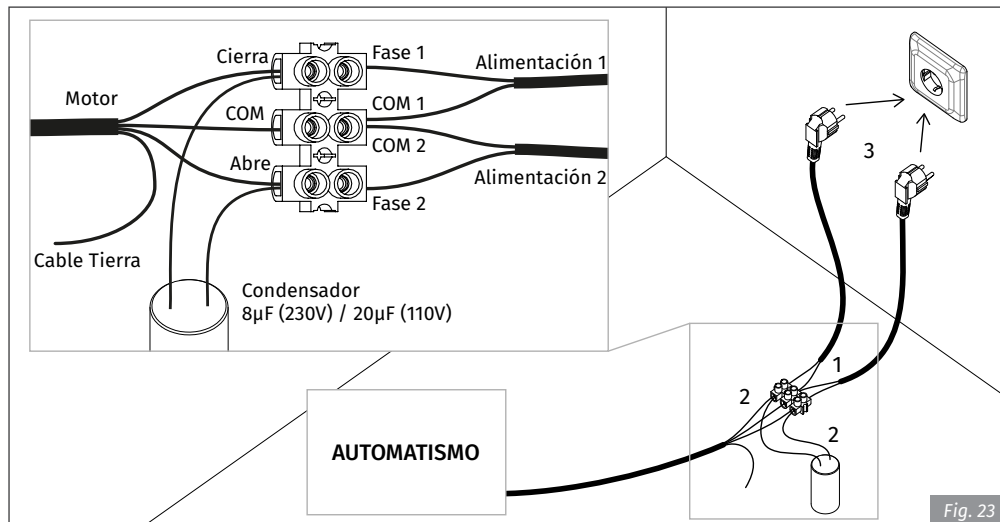 Cierra
Fase 1
Alimentación 1
Motor
COM
COM 1
COM 2
Abre
Alimentación 2
Fase 2
Cable Tierra
Condensador
8µF (230V) / 20µF (110V)
3
1
2
2
AUTOMATISMO
Fig. 23